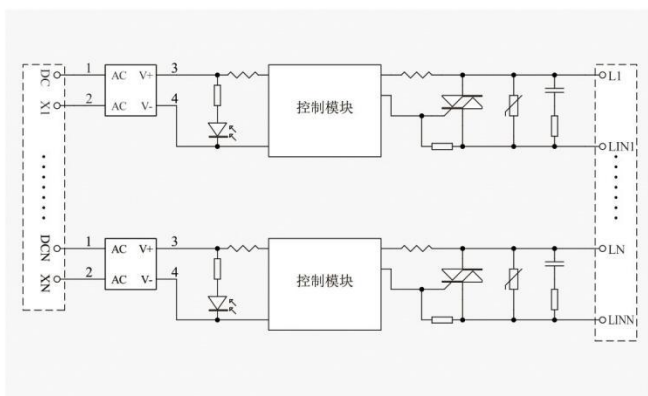 DC 1 AC V+ 3 L1
X1 2 AC V- 4 控制模块 LIN1
DCN 1 AC V+ 3 LN
XN 2 AC V- 4 控制模块 LINN